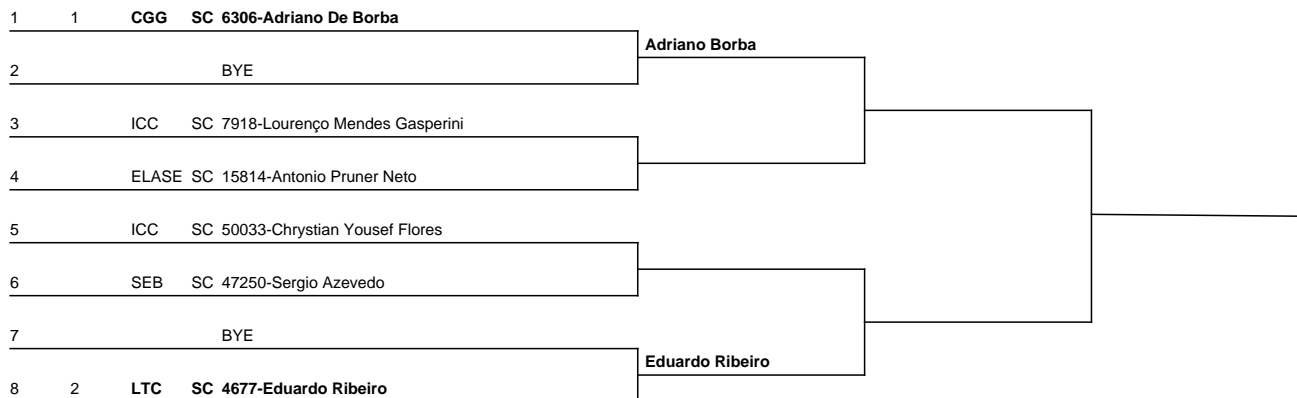 1 1 CGG SC 6306-Adriano De Borba
Adriano Borba
2 BYE
3 ICC SC 7918-Lourenço Mendes Gasperini
4 ELASE SC 15814-Antonio Pruner Neto
5 ICC SC 50033-Chrystian Yousef Flores
6 SEB SC 47250-Sergio Azevedo
7 BYE
Eduardo Ribeiro
8 2 LTC SC 4677-Eduardo Ribeiro